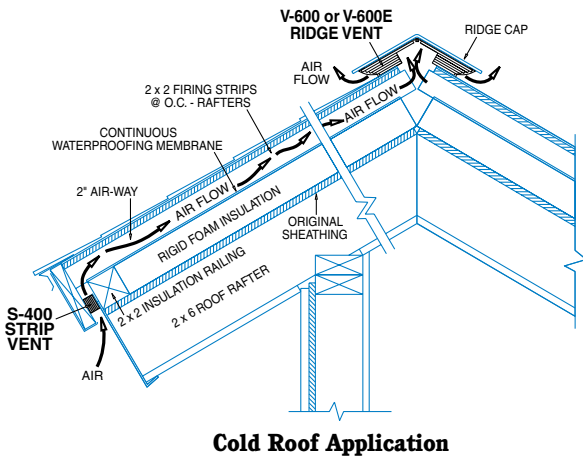 V-600 or V-600E
RIDGE VENT
RIDGE CAP
AIR
FLOW
2 x 2 FIRING STRIPS
@ O.C. - RAFTERS
AIR FLOW
CONTINUOUS
WATERPROOFING MEMBRANE
2" AIR-WAY
AIR FLOW
RIGID FOAM INSULATION
ORIGINAL
SHEATHING
2 x 2 INSULATION RAILING
2 x 6 ROOF RAFTER
S-400
STRIP
VENT
AIR
Cold Roof Application